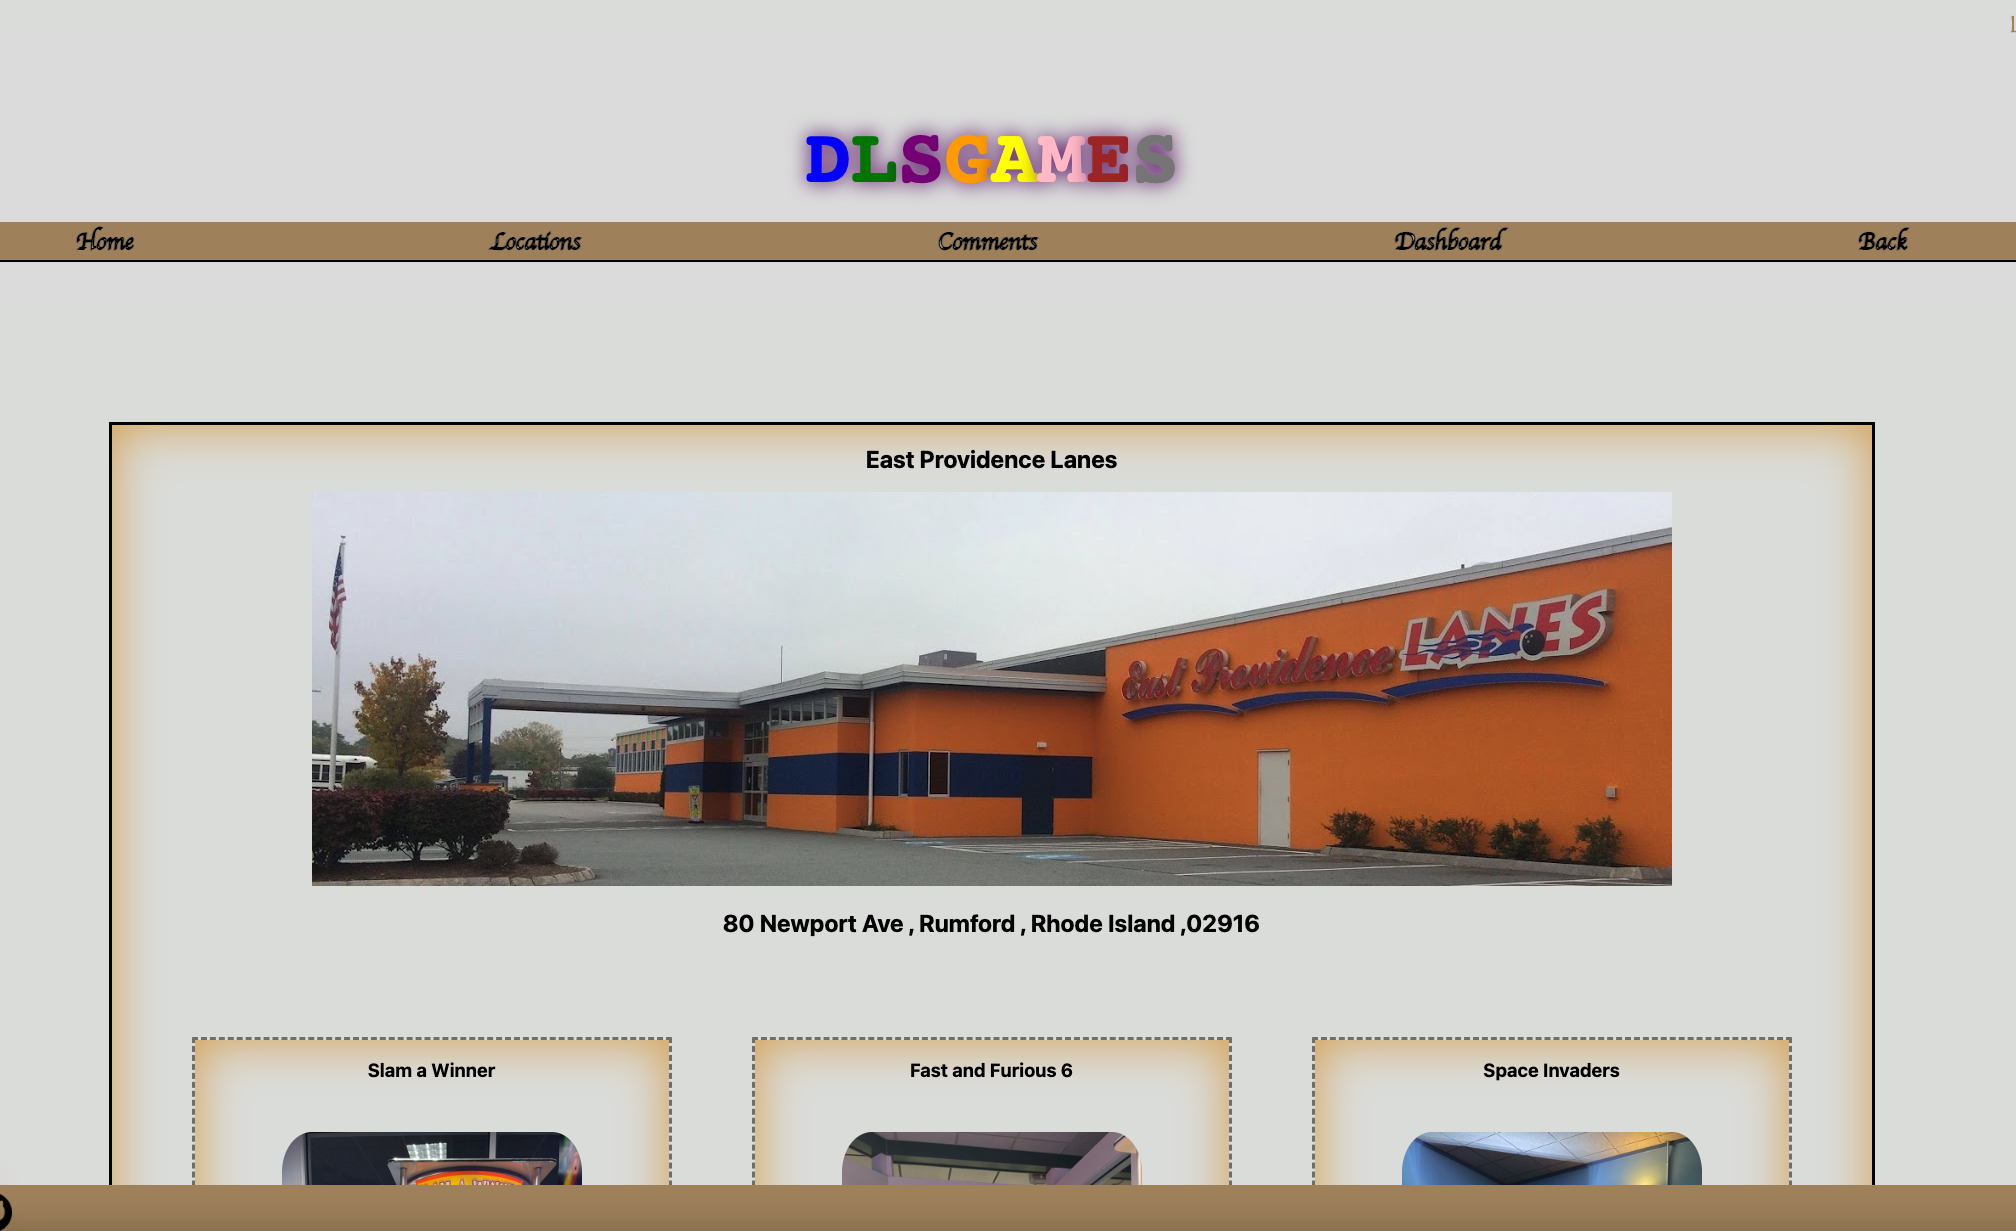 DLSGAMES
Home Locations Comments Dashboard Back
East Providence Lanes
East Providence LANES
80 Newport Ave , Rumford , Rhode Island ,02916
Slam a Winner Fast and Furious 6 Space Invaders